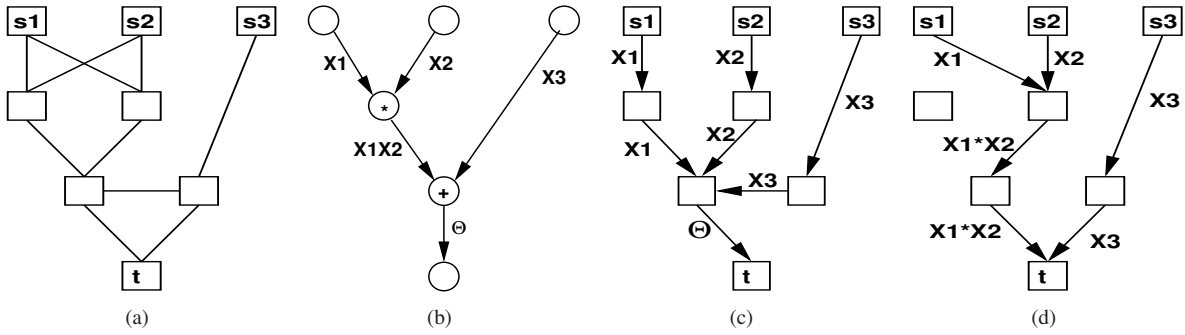 s1 s2 s3
t
(a)
X1 X2
X3
*
X1X2
+
Θ
(b)
s1 s2 s3
X1 X2
X3
X1 X2
X3
Θ
t
(c)
s1 s2 s3
X1 X2
X3
X1*X2
X1*X2 X3
t
(d)